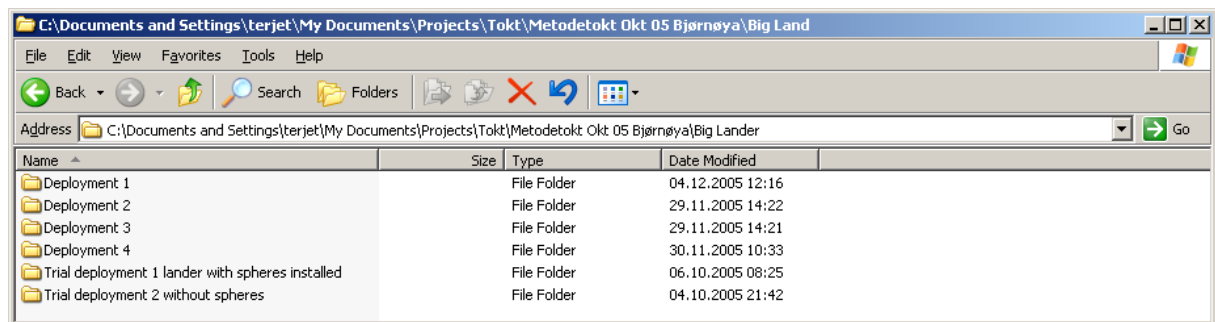 C:\Documents and Settings\terjet\My Documents\Projects\Tokt\Metodetokt Okt 05 Bjørnøya\Big Land
File Edit View Favorites Tools Help
Back Search Folders
Address C:\Documents and Settings\terjet\My Documents\Projects\Tokt\Metodetokt Okt 05 Bjørnøya\Big Lander Go
Name Size Type Date Modified
Deployment 1 File Folder 04.12.2005 12:16
Deployment 2 File Folder 29.11.2005 14:22
Deployment 3 File Folder 29.11.2005 14:21
Deployment 4 File Folder 30.11.2005 10:33
Trial deployment 1 lander with spheres installed File Folder 06.10.2005 08:25
Trial deployment 2 without spheres File Folder 04.10.2005 21:42